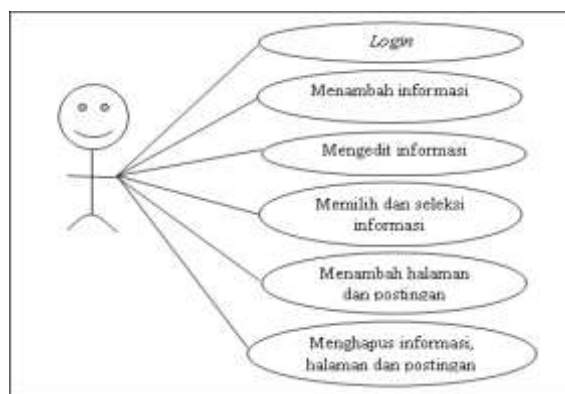 Login
Menambah informasi
Mengedit informasi
Memilih dan seleksi
informasi
Menambah halaman
dan postingan
Menghapus informasi,
halaman dan postingan